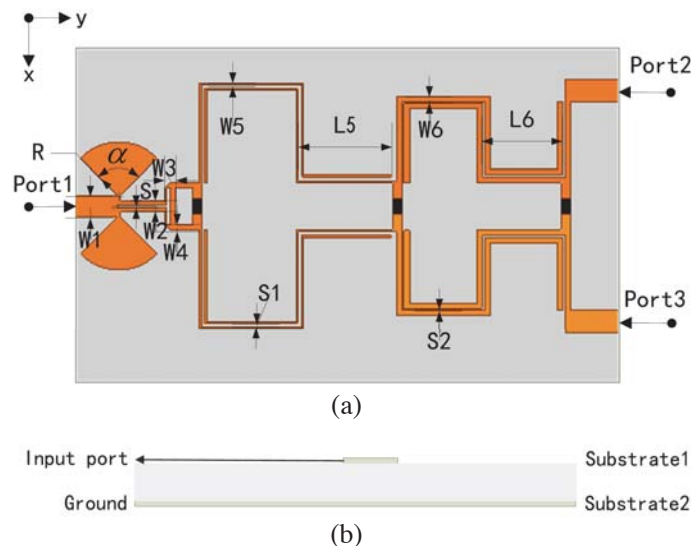 y
x
Port2
W5
L5
W6
L6
R
α
W3
Port1
S
W2
W1
W4
S1
S2
Port3
(a)
Input port
Substrate1
Ground
Substrate2
(b)